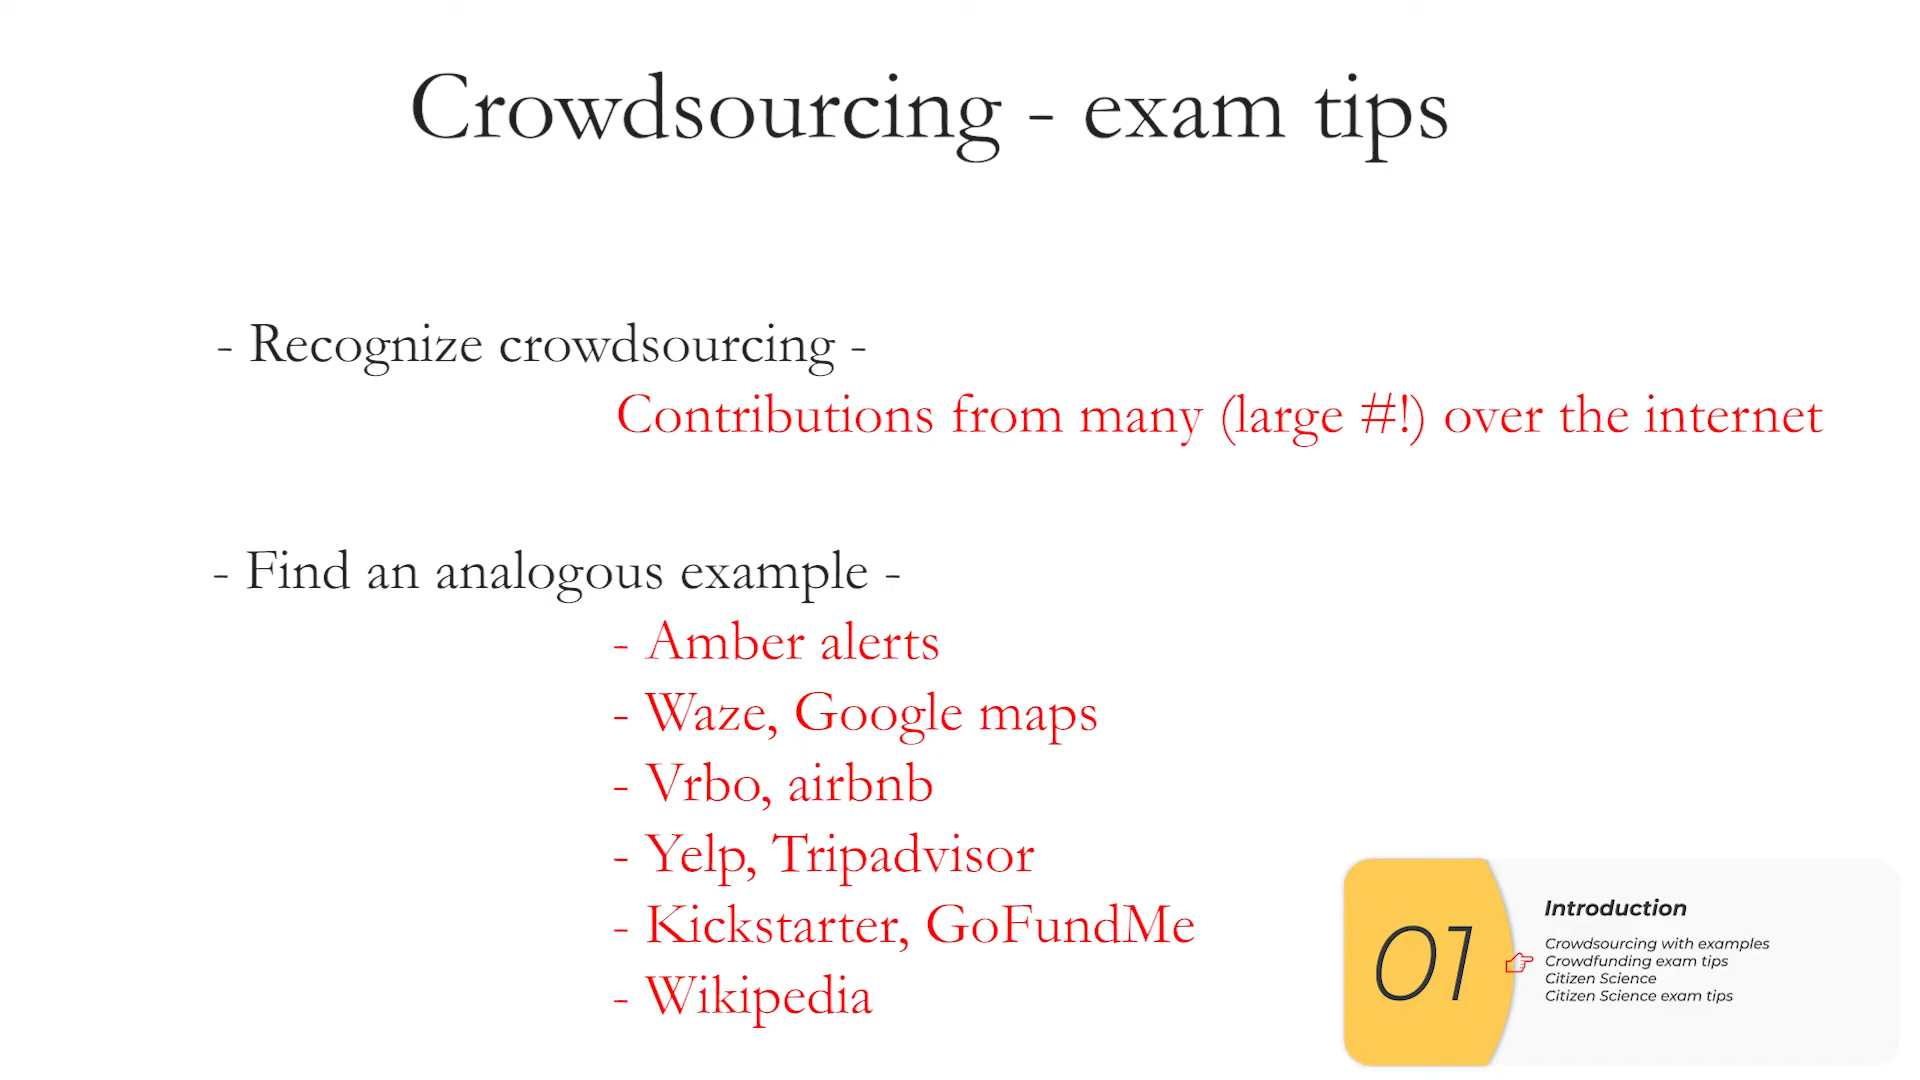 Crowdsourcing - exam tips
- Recognize crowdsourcing -
Contributions from many (large #!) over the internet
- Find an analogous example -
- Amber alerts
- Waze, Google maps
- Vrbo, airbnb
- Yelp, Tripadvisor
- Kickstarter, GoFundMe
- Wikipedia
01
Introduction
Crowdsourcing with examples
Crowdfunding exam tips
Citizen Science
Citizen Science exam tips